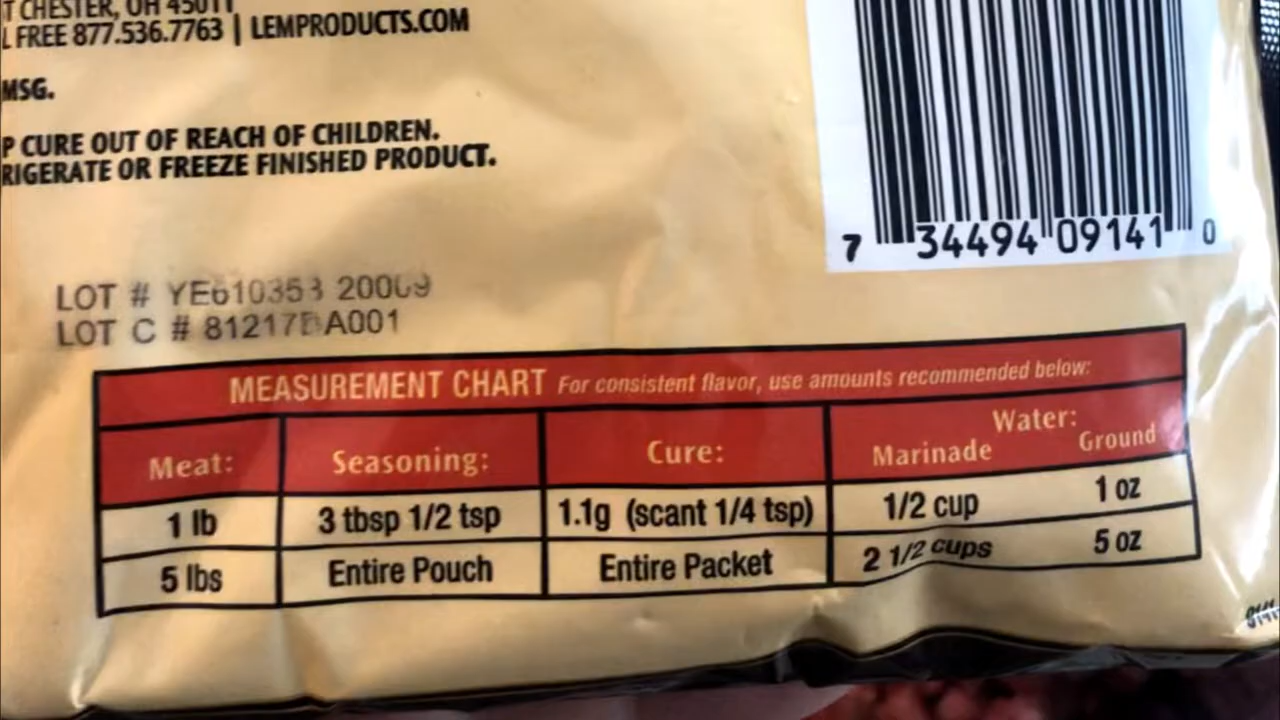 T CHESTER, OH 45011
L FREE 877.536.7763 | LEMPRODUCTS.COM
MSG.
P CURE OUT OF REACH OF CHILDREN.
RIGERATE OR FREEZE FINISHED PRODUCT.
7 34494 09141 0
LOT # YE610353 20009
LOT C # 81217 A001
MEASUREMENT CHART For consistent flavor, use amounts recommended below:
Meat: Seasoning: Cure: Water:
Marinade Ground
1 lb 3 tbsp 1/2 tsp 1.1g (scant 1/4 tsp) 1/2 cup 1 oz
5 lbs Entire Pouch Entire Packet 2 1/2 cups 5 oz